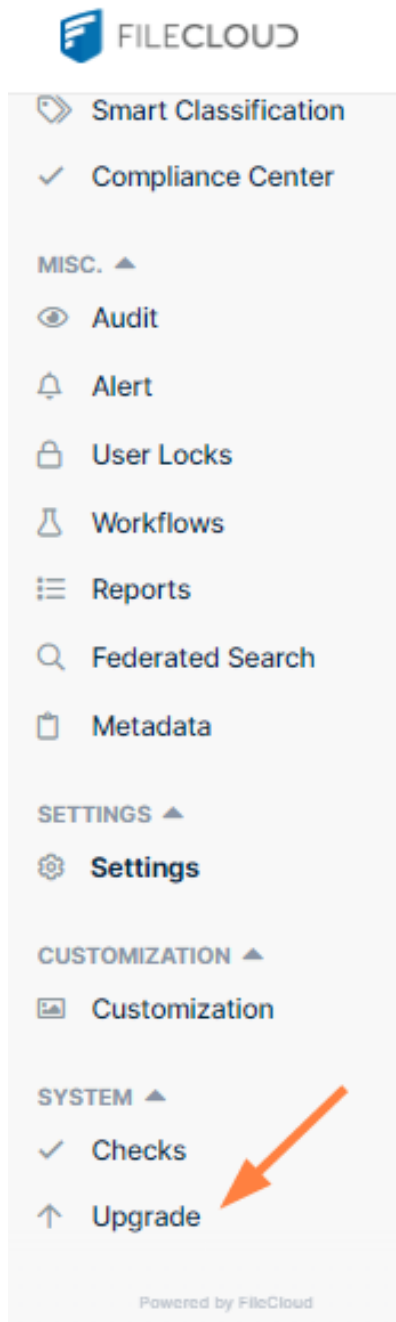 FILECLOUD
Smart Classification
Compliance Center
MISC.
Audit
Alert
User Locks
Workflows
Reports
Federated Search
Metadata
SETTINGS
Settings
CUSTOMIZATION
Customization
SYSTEM
Checks
Upgrade
Powered by FileCloud